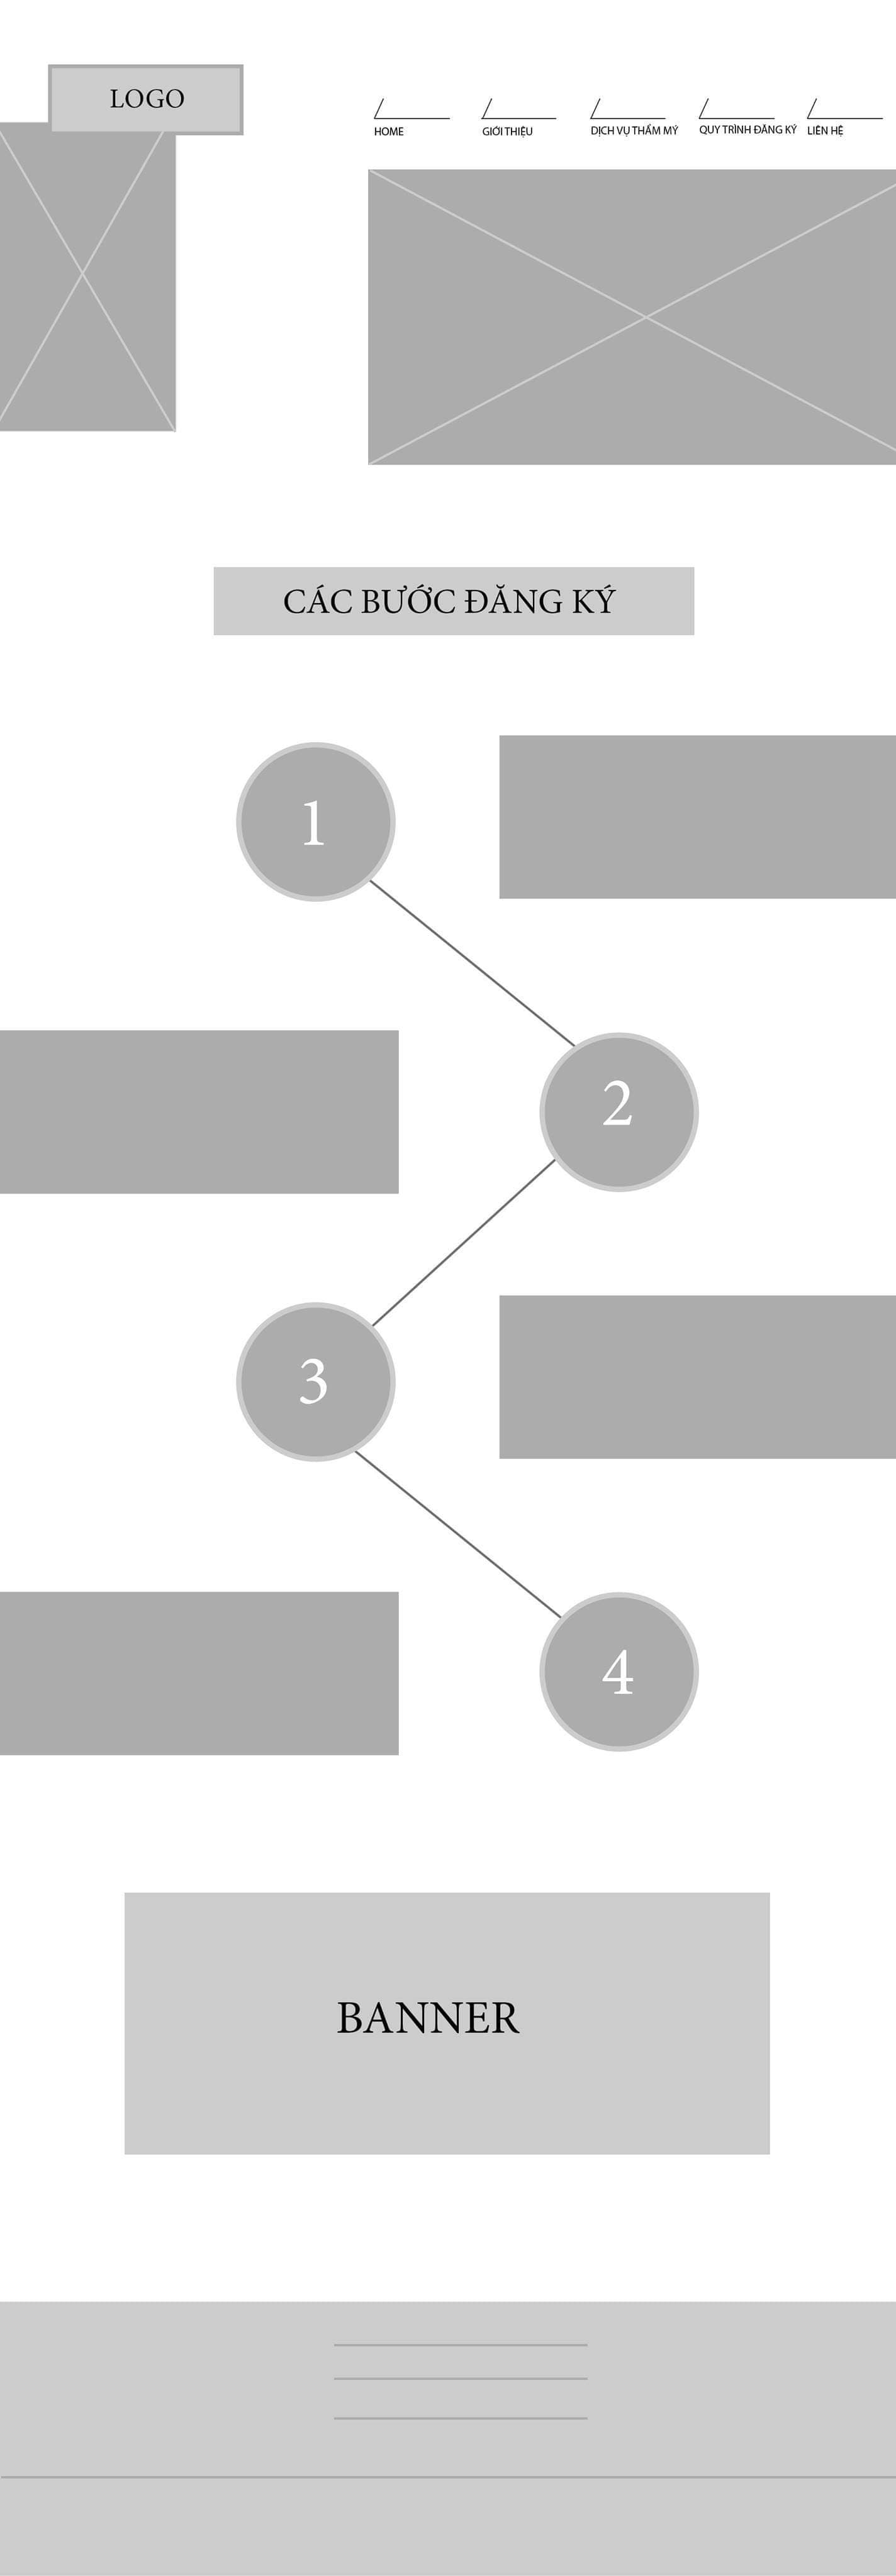 LOGO
HOME
GIỚI THIỆU
DỊCH VỤ THẨM MỸ
QUY TRÌNH ĐĂNG KÝ
LIÊN HỆ
CÁC BƯỚC ĐĂNG KÝ
1
2
3
4
BANNER